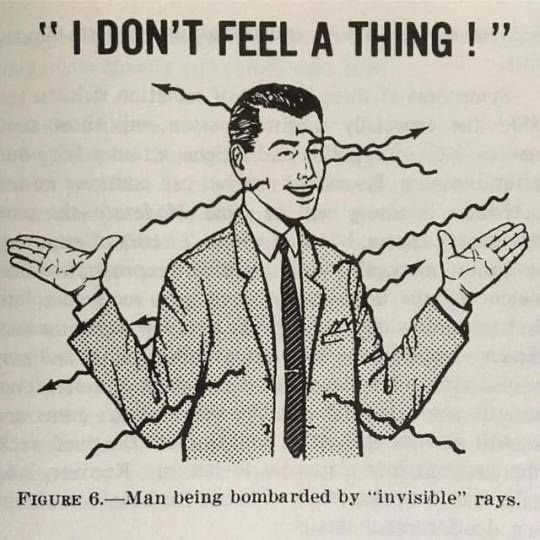 " I DON'T FEEL A THING ! "
FIGURE 6.—Man being bombarded by "invisible" rays.